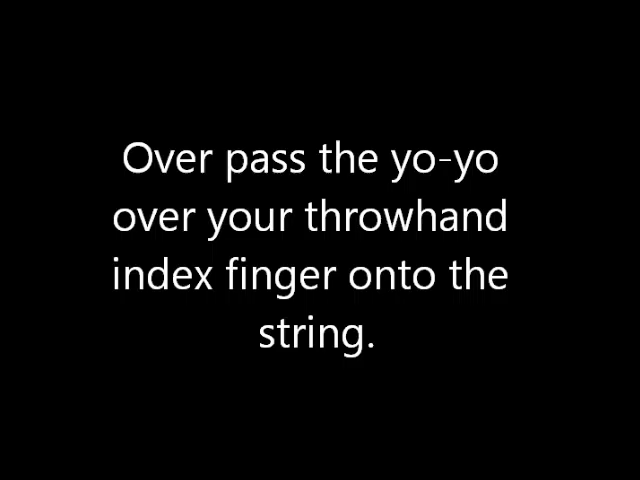 Over pass the yo-yo
over your throwhand
index finger onto the
string.